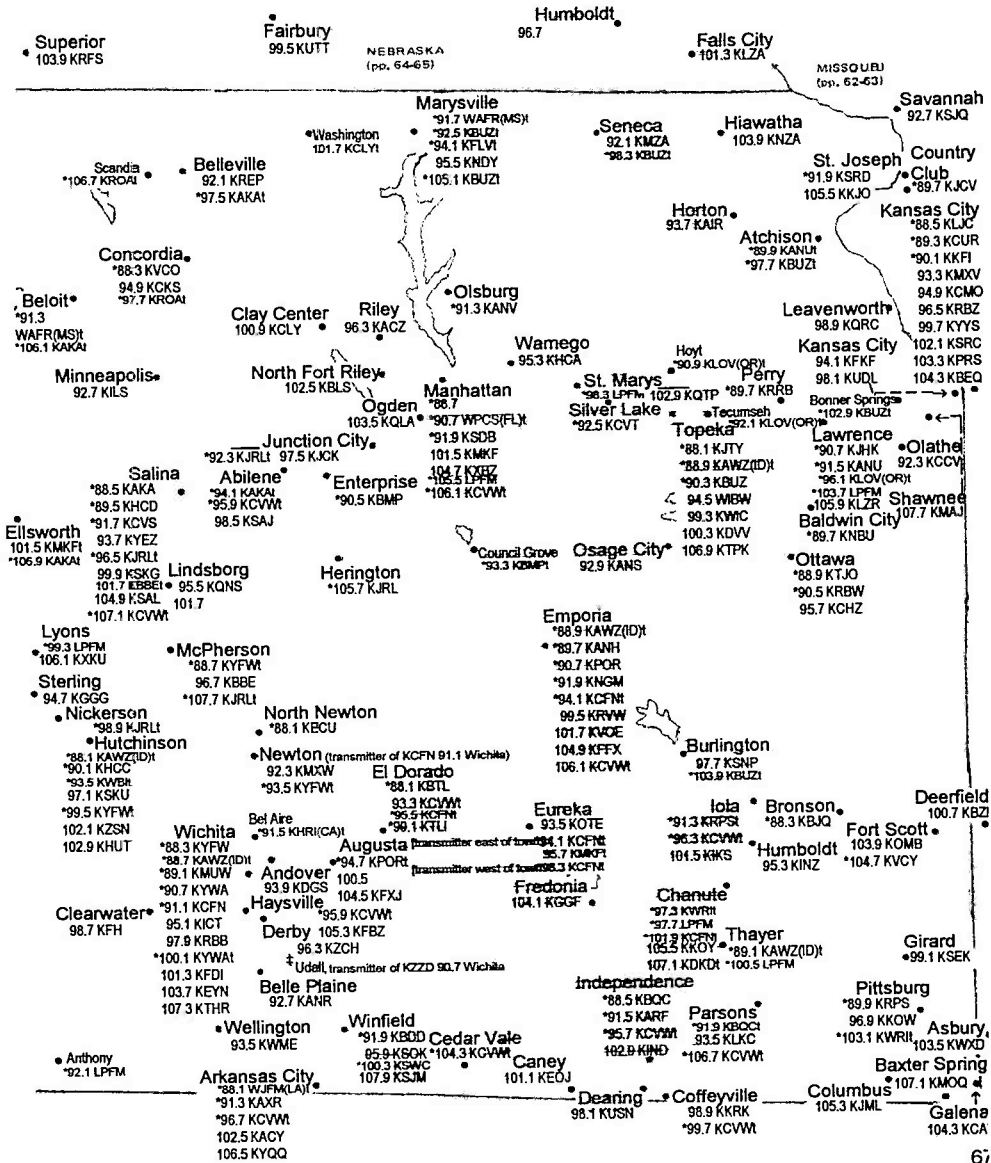 Superior
103.9 KRFS
Fairbury
99.5 KUTT
Humboldt
96.7
NEBRASKA
(pp. 64-65)
Falls City
101.3 KLZA
MISSOURI
(pp. 62-63)
Savannah
92.7 KSJQ
Washington
101.7 KCLYt
Marysville
*91.7 WAFR(MS)t
*92.5 KBUZt
*94.1 KFLVt
95.5 KNDY
*105.1 KBUZt
Seneca
92.1 KMZA
*98.3 KBUZt
Hiawatha
103.9 KNZA
St. Joseph
*91.9 KSRD
105.5 KKJO
Country
Club
*89.7 KJCV
Scandia
*106.7 KROAt
Belleville
92.1 KREP
*97.5 KAKAt
Horton
93.7 KAIR
Atchison
*89.9 KANUt
*97.7 KBUZt
Kansas City
*88.5 KLJC
*89.3 KCUR
*90.1 KKFI
93.3 KMXV
94.9 KCMO
96.5 KRBZ
99.7 KYYS
102.1 KSRC
103.3 KPRS
104.3 KBEQ
Concordia
*88.3 KVCO
94.9 KCKS
*97.7 KROAt
Beloit
*91.3
WAFR(MS)t
*106.1 KAKAt
Clay Center
100.9 KCLY
Riley
96.3 KACZ
Olsburg
*91.3 KANV
Leavenworth
98.9 KQRC
Kansas City
94.1 KFKF
98.1 KUDL
Minneapolis
92.7 KILS
North Fort Riley
102.5 KBLS
Wamego
95.3 KHCA
Hoyt
*90.9 KLOV(OR)t
St. Marys
*98.3 LPFM
102.9 KQTP
Perry
*89.7 KRRB
Bonner Springs
*102.9 KBUZt
Ogden
103.5 KQLA
Manhattan
*88.7
*90.7 WPCS(FL)t
*91.9 KSDB
101.5 KMKF
104.7 KXBZ
*105.5 LPFM
*106.1 KCVWt
Silver Lake
*92.5 KCVT
Tecumseh
*92.1 KLOV(OR)t
Topeka
*88.1 KJTY
*88.9 KAWZ(ID)t
*90.3 KBUZ
94.5 WIBW
99.3 KWIC
100.3 KDVV
106.9 KTPK
Lawrence
*90.7 KJHK
*91.5 KANU
*96.1 KLOV(OR)t
*103.7 LPFM
105.9 KLZR
Olathe
92.3 KCCV
Shawnee
107.7 KMAJ
Baldwin City
*89.7 KNBU
Junction City
*92.3 KJRLt
97.5 KJCK
Salina
*88.5 KAKA
*89.5 KHCD
*91.7 KCVS
93.7 KYEZ
*96.5 KJRLt
99.9 KSKG
101.7 KBBEt
104.9 KSAL
*107.1 KCVWt
Abilene
*94.1 KAKAt
*95.9 KCVWt
98.5 KSAJ
Enterprise
*90.5 KBMP
Ellsworth
101.5 KMKFt
*106.9 KAKAt
Lindsborg
95.5 KQNS
101.7
Herington
*105.7 KJRL
Council Grove
*93.3 KBMPt
Osage City
92.9 KANS
Ottawa
*88.9 KTJO
*90.5 KRBW
95.7 KCHZ
Lyons
*99.3 LPFM
106.1 KXKU
McPherson
*88.7 KYFWt
96.7 KBBE
*107.7 KJRLt
Emporia
*88.9 KAWZ(ID)t
*89.7 KANH
*90.7 KPOR
*91.9 KNGM
*94.1 KCFNt
99.5 KRVW
101.7 KVOE
104.9 KFFX
106.1 KCVWt
Sterling
94.7 KGGG
Nickerson
*98.9 KJRLt
Hutchinson
*88.1 KAWZ(ID)t
*90.1 KHCC
*93.5 KWBIt
97.1 KSKU
*99.5 KYFWt
102.1 KZSN
102.9 KHUT
North Newton
*88.1 KBCU
Newton (transmitter of KCFN 91.1 Wichita)
92.3 KMXW
*93.5 KYFWt
El Dorado
*88.1 KBTL
93.3 KCVWt
*95.5 KCFNt
*99.1 KTLI
Burlington
97.7 KSNP
*103.9 KBUZt
Bel Aire
*91.5 KHRI(CA)t
Eureka
93.5 KOTE
[transmitter east of town]
*94.1 KCFNt
95.7 KMKFt
[transmitter west of town]
*98.3 KCFNt
Iola
*91.3 KRPSt
*96.3 KCVWt
101.5 KIKS
Bronson
*88.3 KBJQ
Humboldt
95.3 KINZ
Deerfield
100.7 KBZI
Fort Scott
103.9 KOMB
*104.7 KVCY
Wichita
*88.3 KYFW
*88.7 KAWZ(ID)t
*89.1 KMUW
*90.7 KYWA
*91.1 KCFN
95.1 KICT
97.9 KRBB
*100.1 KYWAt
101.3 KFDI
103.7 KEYN
107.3 KTHR
Augusta
*94.7 KPORt
100.5
104.5 KFXJ
Andover
93.9 KDGS
Haysville
*95.9 KCVWt
105.3 KFBZ
Derby
96.3 KZCH
Clearwater
98.7 KFH
Fredonia
104.1 KGGF
Chanute
*97.3 KWRIt
*97.7 LPFM
*101.9 KCFNt
105.5 KKOY
107.1 KDKDt
Thayer
*89.1 KAWZ(ID)t
*100.5 LPFM
Girard
*99.1 KSEK
Udall, transmitter of KZZD 90.7 Wichita
Belle Plaine
92.7 KANR
Independence
*88.5 KBQC
*91.5 KARF
*95.7 KCVWt
102.9 KIND
Parsons
*91.9 KBQCt
93.5 KLKC
*106.7 KCVWt
Pittsburg
*89.9 KRPS
96.9 KKOW
*103.1 KWRIt
Asbury
103.5 KWXD
Wellington
93.5 KWME
Winfield
*91.9 KBDD
95.9 KSOK
*100.3 KSWC
107.9 KSJM
Cedar Vale
*104.3 KCVWt
Anthony
*92.1 LPFM
Arkansas City
*88.1 WJFM(LA)t
*91.3 KAXR
*96.7 KCVWt
102.5 KACY
106.5 KYQQ
Caney
101.1 KEOJ
Dearing
98.1 KUSN
Coffeyville
98.9 KKRK
*99.7 KCVWt
Columbus
105.3 KJML
Baxter Spring
107.1 KMOQ
Galena
104.3 KCA
67